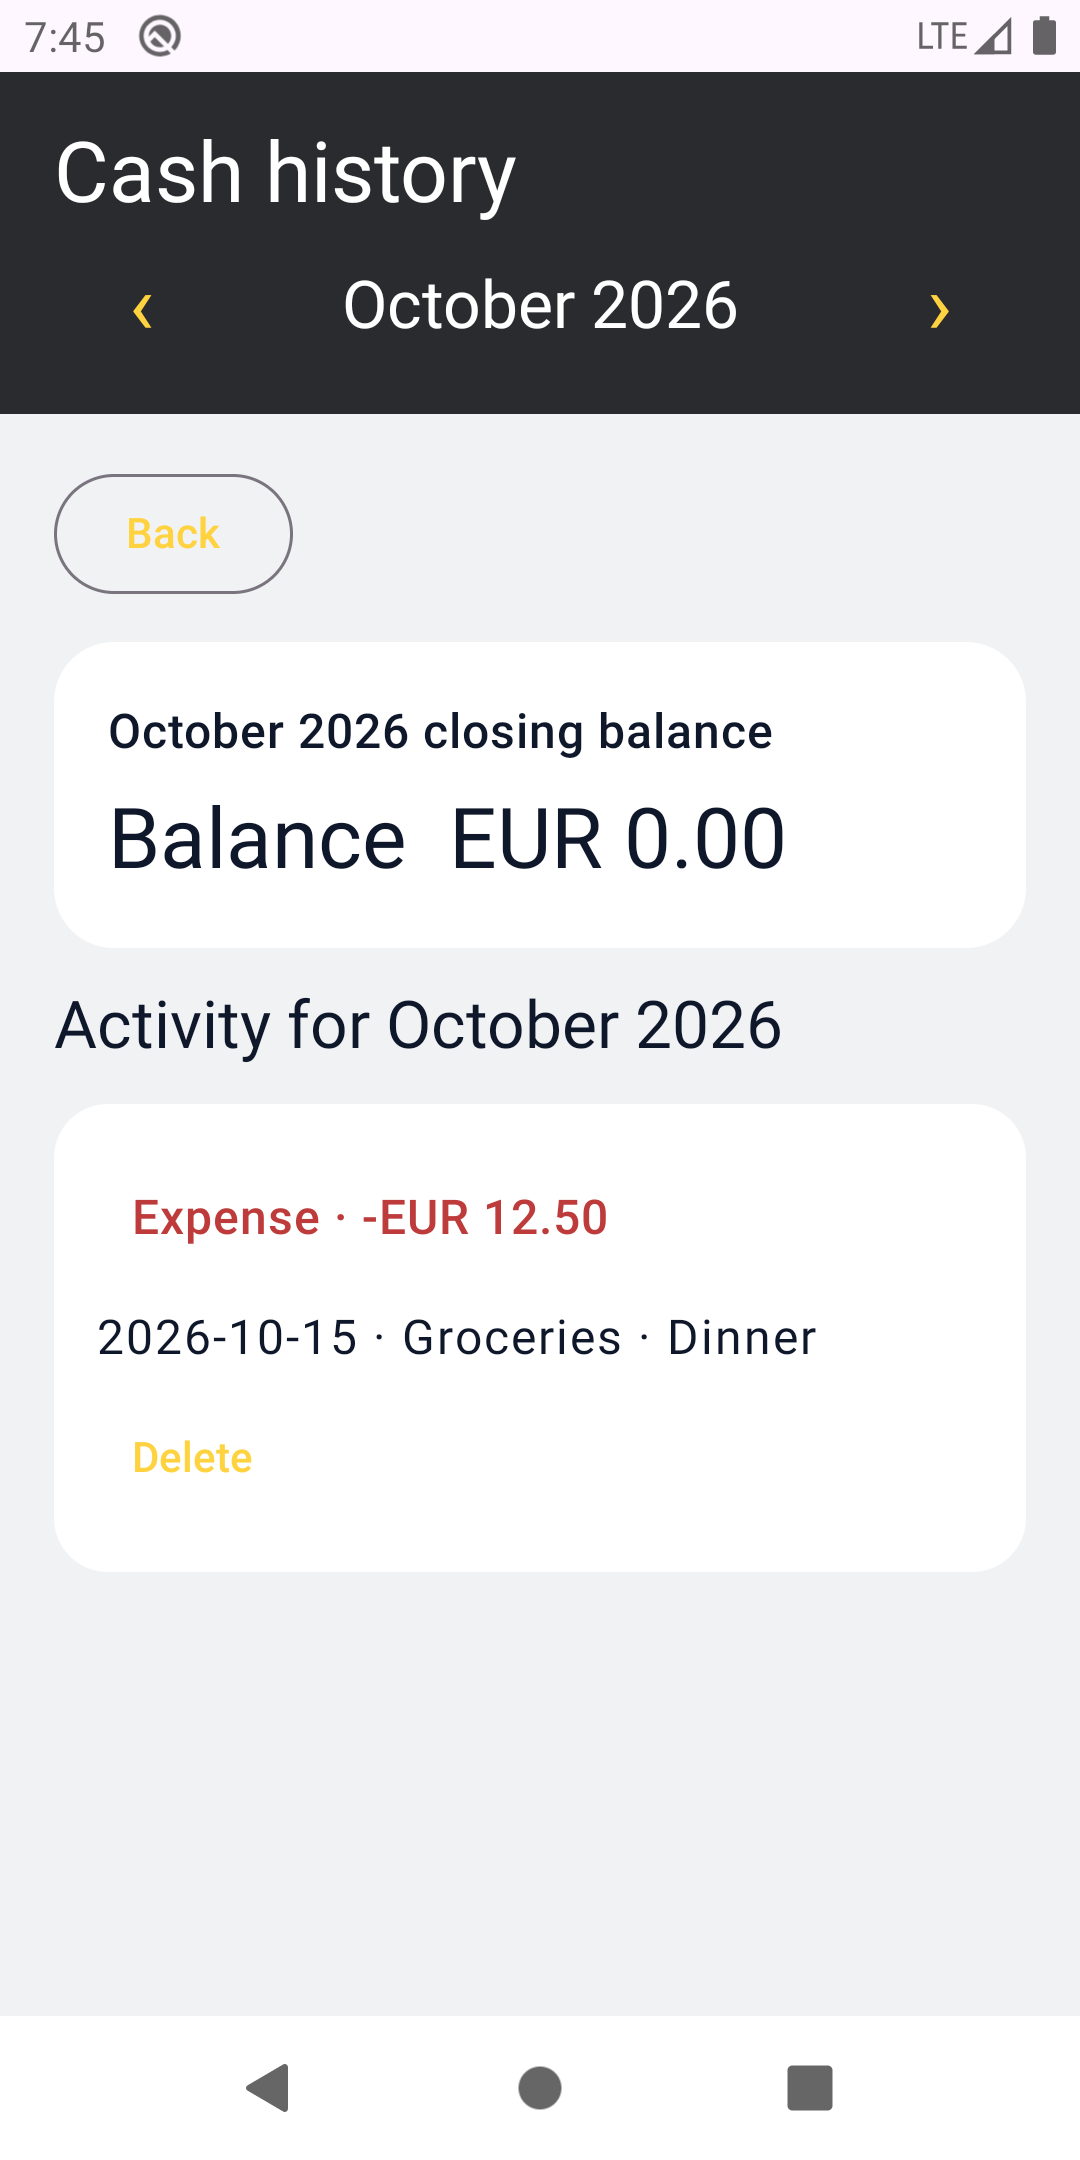 7:45 LTE
Cash history
‹ October 2026 ›
Back
October 2026 closing balance
Balance EUR 0.00
Activity for October 2026
Expense · -EUR 12.50
2026-10-15 · Groceries · Dinner
Delete